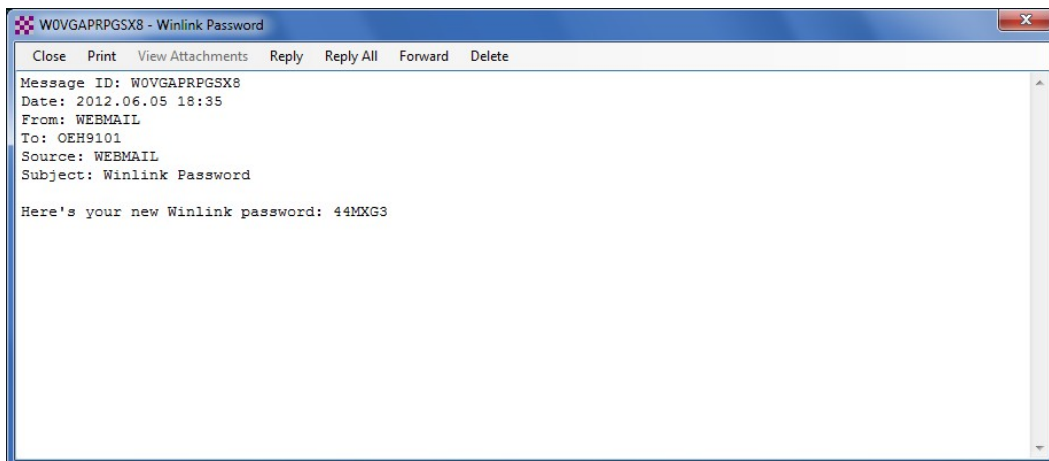 W0VGAPRPGSX8 - Winlink Password
Close Print View Attachments Reply Reply All Forward Delete
Message ID: W0VGAPRPGSX8
Date: 2012.06.05 18:35
From: WEBMAIL
To: OEH9101
Source: WEBMAIL
Subject: Winlink Password
Here's your new Winlink password: 44MXG3